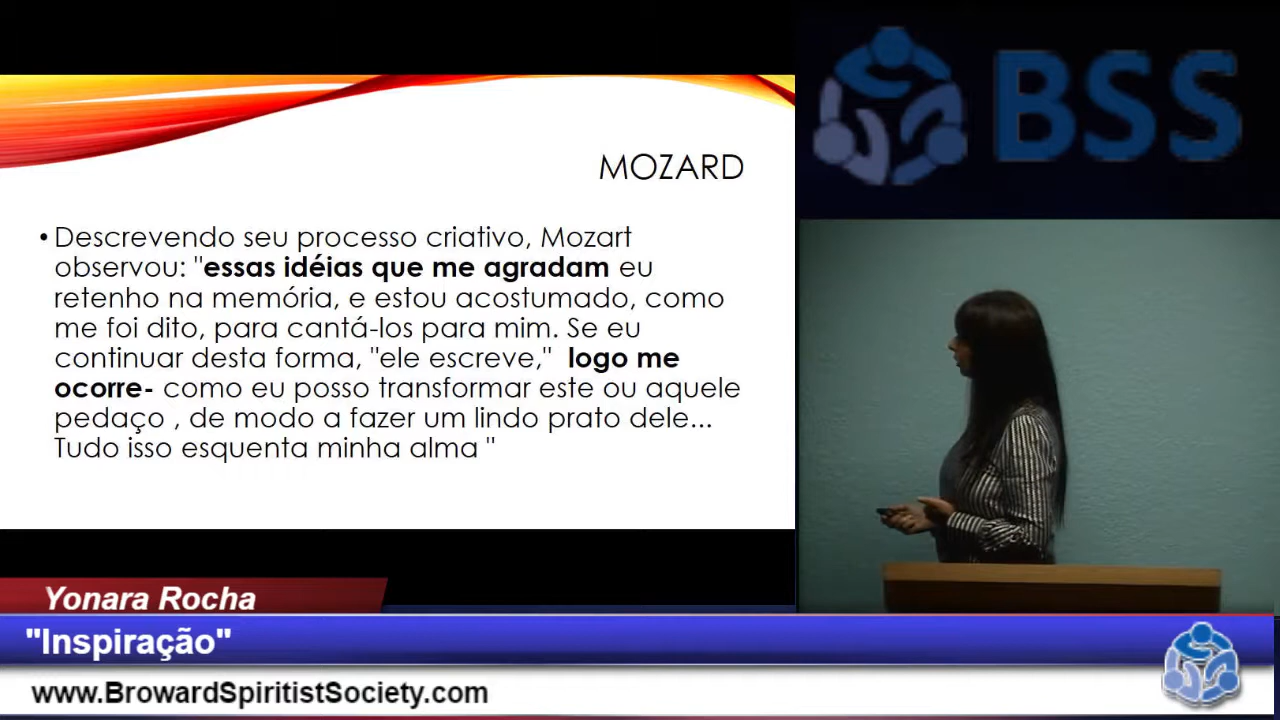 BSS
MOZARD
• Descrevendo seu processo criativo, Mozart
observou: "essas idéias que me agradam eu
retenho na memória, e estou acostumado, como
me foi dito, para cantá-los para mim. Se eu
continuar desta forma, "ele escreve,"  logo me
ocorre- como eu posso transformar este ou aquele
pedaço , de modo a fazer um lindo prato dele...
Tudo isso esquenta minha alma "
Yonara Rocha
"Inspiração"
www.BrowardSpiritistSociety.com